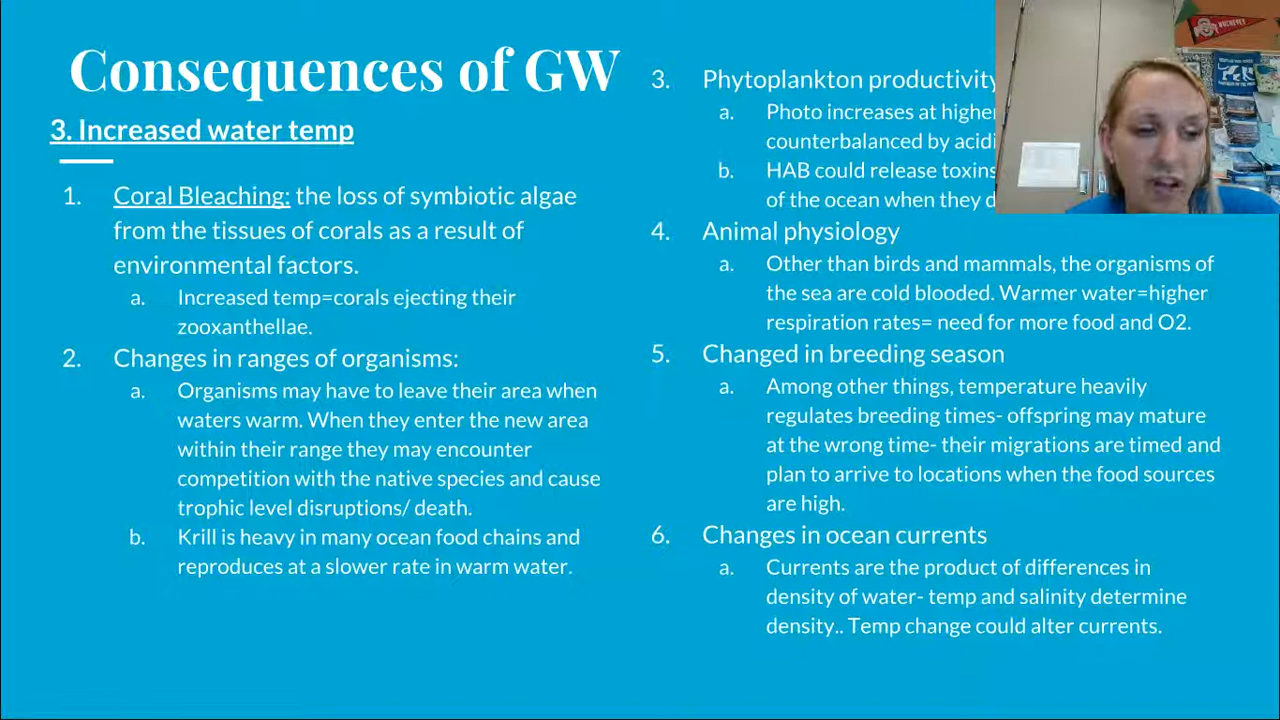 Consequences of GW
3. Increased water temp
1. Coral Bleaching: the loss of symbiotic algae
from the tissues of corals as a result of
environmental factors.
a. Increased temp=corals ejecting their
zooxanthellae.
2. Changes in ranges of organisms:
a. Organisms may have to leave their area when
waters warm. When they enter the new area
within their range they may encounter
competition with the native species and cause
trophic level disruptions/ death.
b. Krill is heavy in many ocean food chains and
reproduces at a slower rate in warm water.
3. Phytoplankton productivity
a. Photo increases at higher
counterbalanced by acidi
b. HAB could release toxins
of the ocean when they d
4. Animal physiology
a. Other than birds and mammals, the organisms of
the sea are cold blooded. Warmer water=higher
respiration rates= need for more food and O2.
5. Changed in breeding season
a. Among other things, temperature heavily
regulates breeding times- offspring may mature
at the wrong time- their migrations are timed and
plan to arrive to locations when the food sources
are high.
6. Changes in ocean currents
a. Currents are the product of differences in
density of water- temp and salinity determine
density.. Temp change could alter currents.